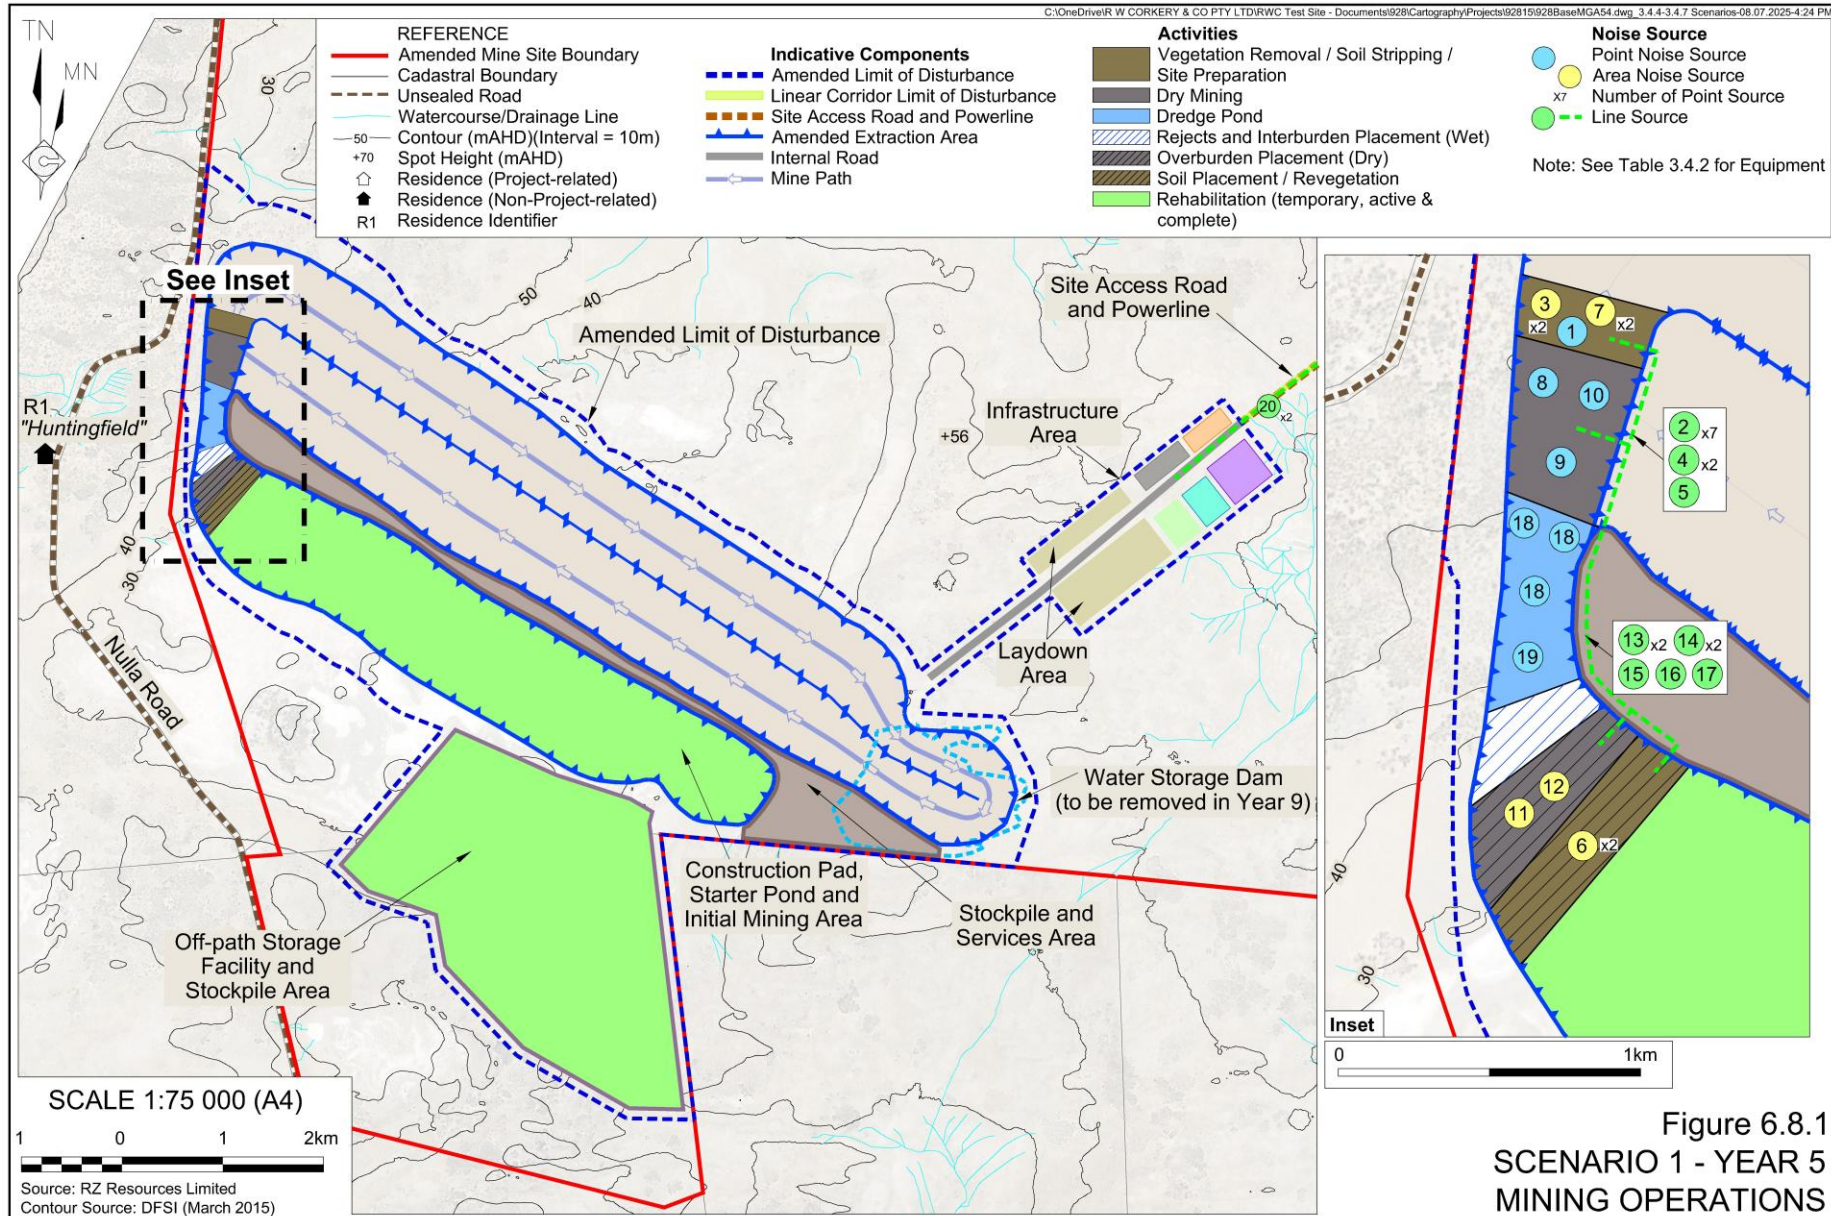 C:\OneDrive\R W CORKERY & CO PTY LTD\RWC Test Site - Documents\928\Cartography\Projects\92815\928BaseMGA54.dwg_3.4.4-3.4.7 Scenarios-08.07.2025-4:24 PM
TN
MN
REFERENCE
Amended Mine Site Boundary
Cadastral Boundary
Unsealed Road
Watercourse/Drainage Line
50
Contour (mAHD)(Interval = 10m)
+70
Spot Height (mAHD)
Residence (Project-related)
Residence (Non-Project-related)
R1
Residence Identifier
Indicative Components
Amended Limit of Disturbance
Linear Corridor Limit of Disturbance
Site Access Road and Powerline
Amended Extraction Area
Internal Road
Mine Path
Activities
Vegetation Removal / Soil Stripping /
Site Preparation
Dry Mining
Dredge Pond
Rejects and Interburden Placement (Wet)
Overburden Placement (Dry)
Soil Placement / Revegetation
Rehabilitation (temporary, active &
complete)
Noise Source
Point Noise Source
Area Noise Source
X7
Number of Point Source
Line Source
Note: See Table 3.4.2 for Equipment
30
See Inset
50
40
Amended Limit of Disturbance
Site Access Road
and Powerline
R1
"Huntingfield"
Infrastructure
Area
20
x2
+56
40
30
Laydown
Area
Nulla Road
Water Storage Dam
(to be removed in Year 9)
Construction Pad,
Starter Pond and
Initial Mining Area
Stockpile and
Services Area
Off-path Storage
Facility and
Stockpile Area
SCALE 1:75 000 (A4)
1
0
1
2km
Source: RZ Resources Limited
Contour Source: DFSI (March 2015)
3
x2
1
7
x2
8
10
9
2
x7
4
x2
5
18
18
18
19
13
x2
14
x2
15
16
17
12
11
6
x2
40
30
Inset
0
1km
Figure 6.8.1
SCENARIO 1 - YEAR 5
MINING OPERATIONS